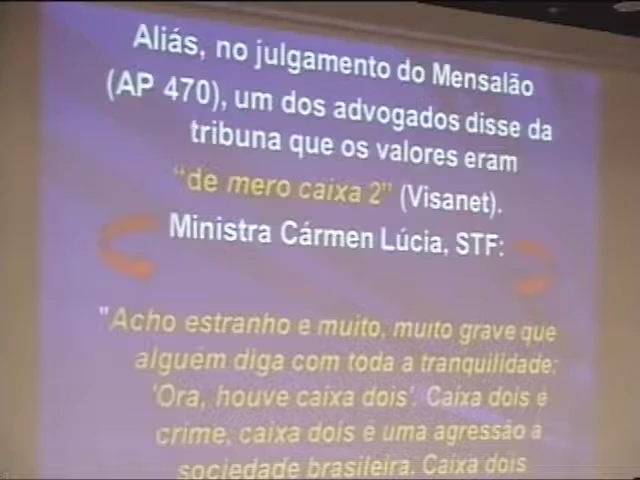 Aliás, no julgamento do Mensalão
(AP 470), um dos advogados disse da
tribuna que os valores eram
“de mero caixa 2” (Visanet).
Ministra Cármen Lúcia, STF:
"Acho estranho e muito, muito grave que
alguém diga com toda a tranquilidade:
'Ora, houve caixa dois'. Caixa dois é
crime, caixa dois é uma agressão a
sociedade brasileira. Caixa dois